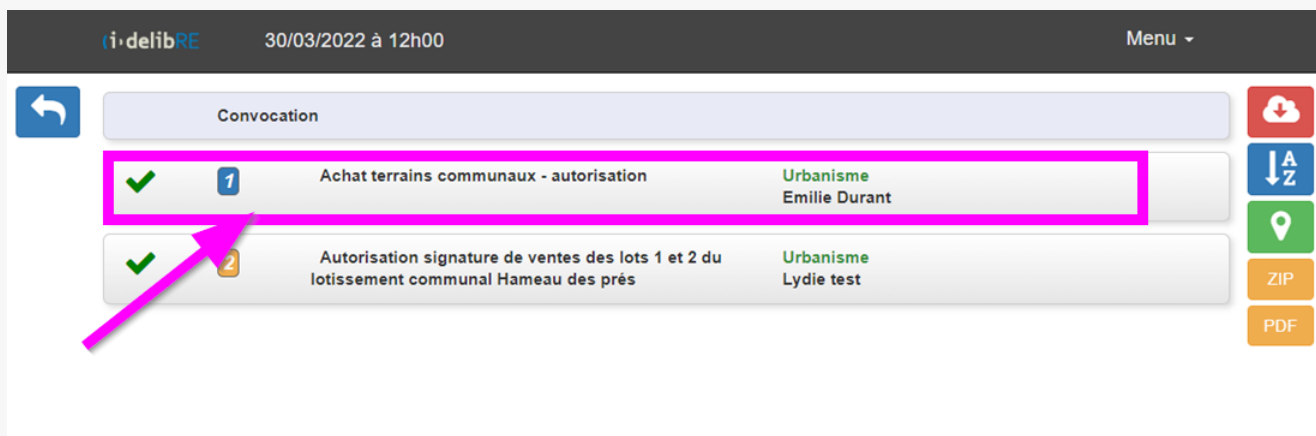 i·delibRE 30/03/2022 à 12h00 Menu
Convocation
1 Achat terrains communaux - autorisation Urbanisme
Emilie Durant
2 Autorisation signature de ventes des lots 1 et 2 du Urbanisme
lotissement communal Hameau des prés Lydie test
A
Z
ZIP
PDF